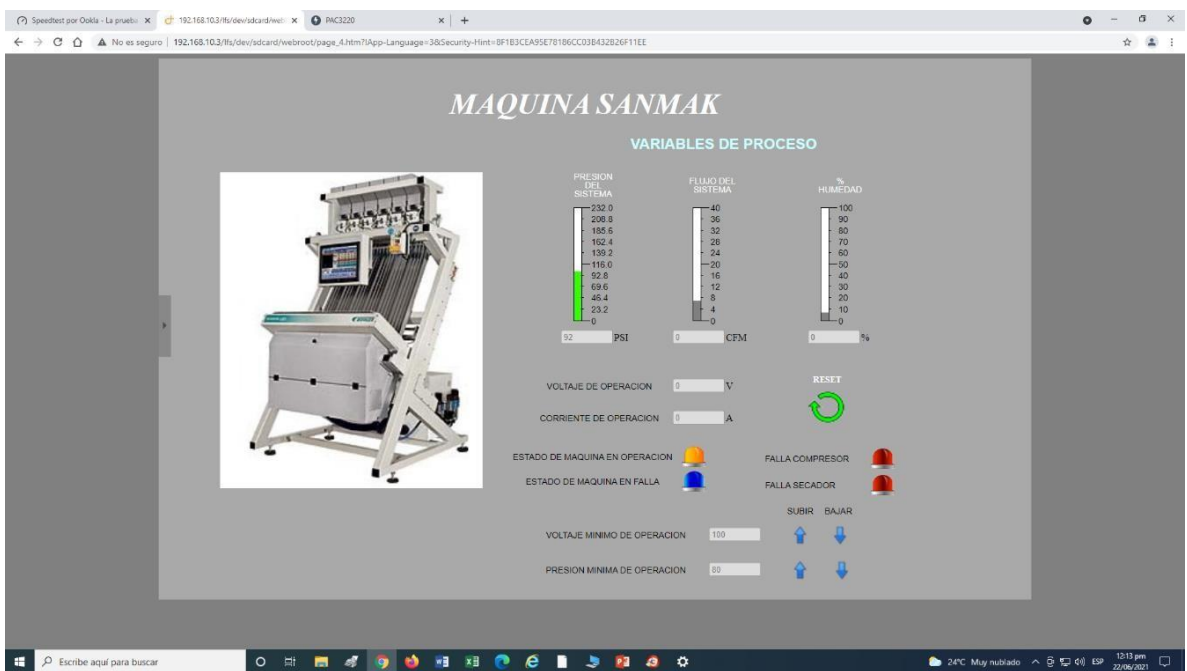 Speedtest por Ookla - La prueba
192.168.10.3/lfs/dev/sdcard/web
PAC3220
No es seguro
192.168.10.3/lfs/dev/sdcard/webroot/page_4.htm?lApp-Language=3&Security-Hint=8F1B3CEA95E78186CC03B432B26F11EE
MAQUINA SANMAK
VARIABLES DE PROCESO
PRESION
DEL
SISTEMA
232.0
208.8
185.6
162.4
139.2
116.0
92.8
69.6
46.4
23.2
0
92 PSI
FLUJO DEL
SISTEMA
40
36
32
28
24
20
16
12
8
4
0
0 CFM
%
HUMEDAD
100
90
80
70
60
50
40
30
20
10
0
0 %
VOLTAJE DE OPERACION 0 V
CORRIENTE DE OPERACION 0 A
RESET
ESTADO DE MAQUINA EN OPERACION
ESTADO DE MAQUINA EN FALLA
FALLA COMPRESOR
FALLA SECADOR
SUBIR BAJAR
VOLTAJE MINIMO DE OPERACION 100
PRESION MINIMA DE OPERACION 80
Escribe aquí para buscar
24°C Muy nublado
ESP
12:13 pm
22/06/2021